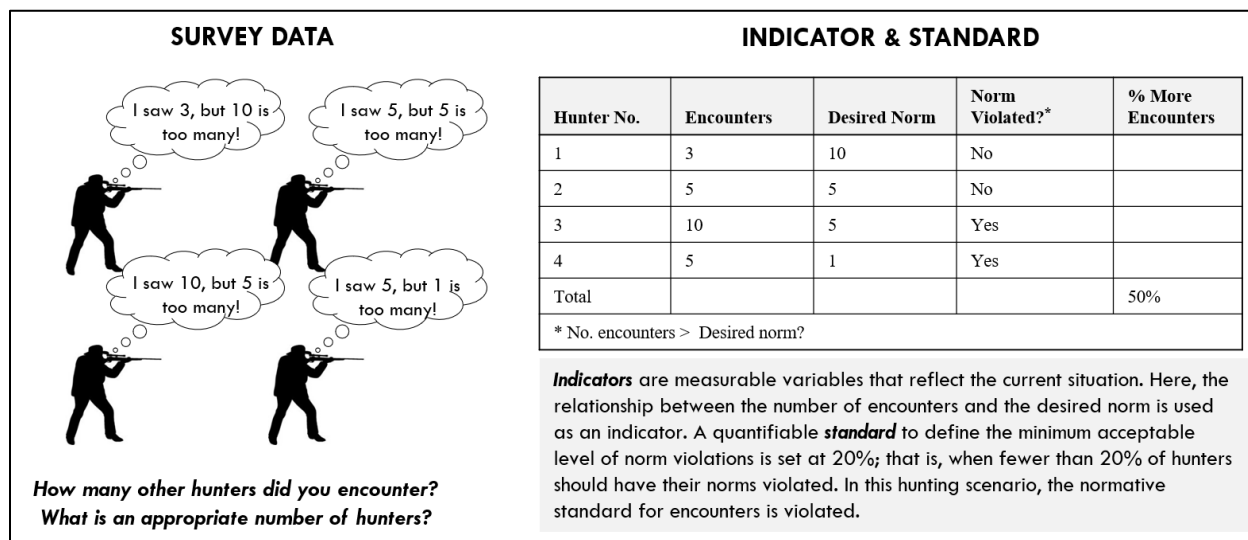 SURVEY DATA
I saw 3, but 10 is
too many!
I saw 5, but 5 is
too many!
I saw 10, but 5 is
too many!
I saw 5, but 1 is
too many!
How many other hunters did you encounter?
What is an appropriate number of hunters?
INDICATOR & STANDARD
Hunter No. Encounters Desired Norm Norm Violated?* % More Encounters
1 3 10 No
2 5 5 No
3 10 5 Yes
4 5 1 Yes
Total 50%
* No. encounters > Desired norm?
Indicators are measurable variables that reflect the current situation. Here, the
relationship between the number of encounters and the desired norm is used
as an indicator. A quantifiable standard to define the minimum acceptable
level of norm violations is set at 20%; that is, when fewer than 20% of hunters
should have their norms violated. In this hunting scenario, the normative
standard for encounters is violated.